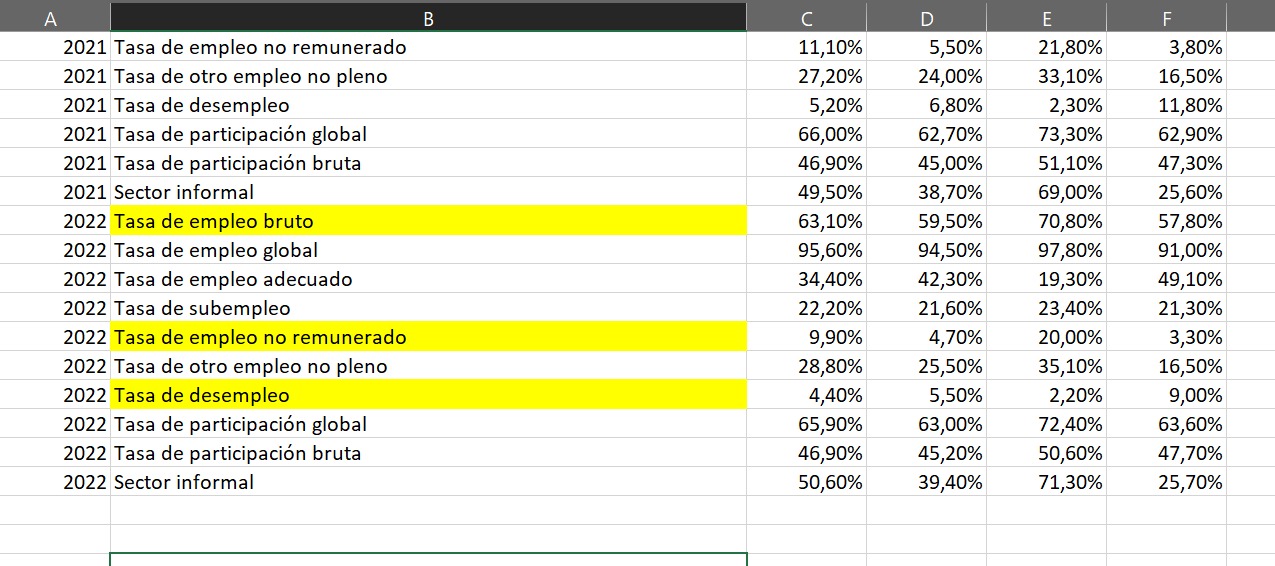 A B C D E F
2021 Tasa de empleo no remunerado 11,10% 5,50% 21,80% 3,80%
2021 Tasa de otro empleo no pleno 27,20% 24,00% 33,10% 16,50%
2021 Tasa de desempleo 5,20% 6,80% 2,30% 11,80%
2021 Tasa de participación global 66,00% 62,70% 73,30% 62,90%
2021 Tasa de participación bruta 46,90% 45,00% 51,10% 47,30%
2021 Sector informal 49,50% 38,70% 69,00% 25,60%
2022 Tasa de empleo bruto 63,10% 59,50% 70,80% 57,80%
2022 Tasa de empleo global 95,60% 94,50% 97,80% 91,00%
2022 Tasa de empleo adecuado 34,40% 42,30% 19,30% 49,10%
2022 Tasa de subempleo 22,20% 21,60% 23,40% 21,30%
2022 Tasa de empleo no remunerado 9,90% 4,70% 20,00% 3,30%
2022 Tasa de otro empleo no pleno 28,80% 25,50% 35,10% 16,50%
2022 Tasa de desempleo 4,40% 5,50% 2,20% 9,00%
2022 Tasa de participación global 65,90% 63,00% 72,40% 63,60%
2022 Tasa de participación bruta 46,90% 45,20% 50,60% 47,70%
2022 Sector informal 50,60% 39,40% 71,30% 25,70%